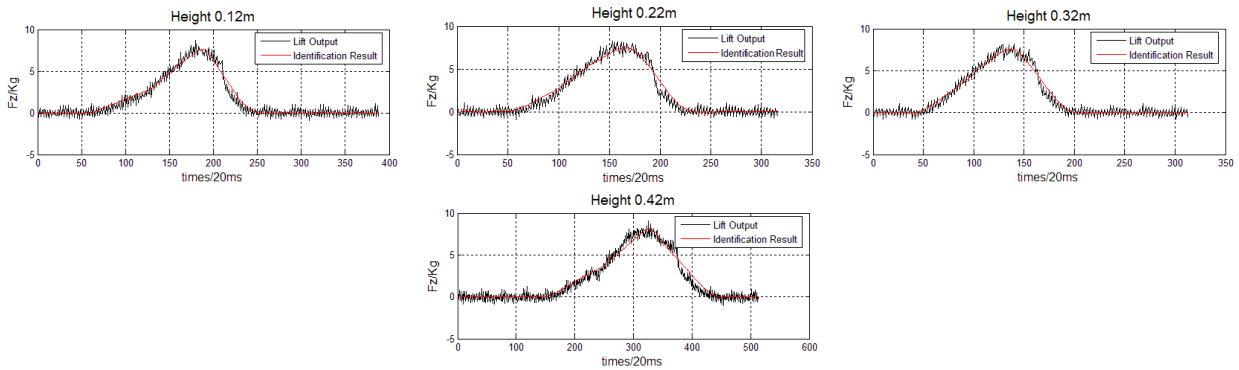 Height 0.12m
10
5
0
-5
Fz/Kg
0 50 100 150 200 250 300 350 400
times/20ms
Lift Output
Identification Result
Height 0.22m
10
5
0
-5
Fz/Kg
0 50 100 150 200 250 300 350
times/20ms
Lift Output
Identification Result
Height 0.32m
10
5
0
-5
Fz/Kg
0 50 100 150 200 250 300 350
times/20ms
Lift Output
Identification Result
Height 0.42m
10
5
0
-5
Fz/Kg
0 100 200 300 400 500 600
times/20ms
Lift Output
Identification Result